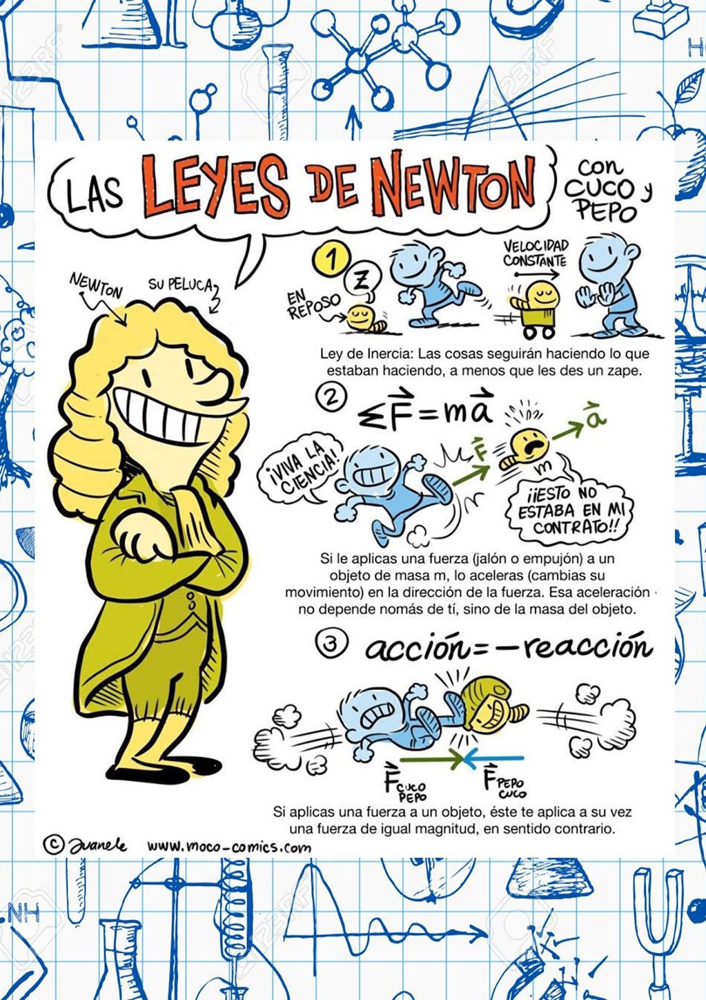 LAS LEYES DE NEWTON
con
CUCO y
PEPO
NEWTON
SU PELUCA
1
Z
EN
REPOSO
VELOCIDAD
CONSTANTE
Ley de Inercia: Las cosas seguirán haciendo lo que
estaban haciendo, a menos que les des un zape.
2
ΣF⃗=ma⃗
¡VIVA LA
CIENCIA!
F⃗
a⃗
m
¡¡ESTO NO
ESTABA EN MI
CONTRATO!!
Si le aplicas una fuerza (jalón o empujón) a un
objeto de masa m, lo aceleras (cambias su
movimiento) en la dirección de la fuerza. Esa aceleración
no depende nomás de tí, sino de la masa del objeto.
3
acción=-reacción
F⃗ CUCO
PEPO
F⃗ PEPO
CUCO
Si aplicas una fuerza a un objeto, éste te aplica a su vez
una fuerza de igual magnitud, en sentido contrario.
© Juanele www.moco-comics.com
NH
123RF